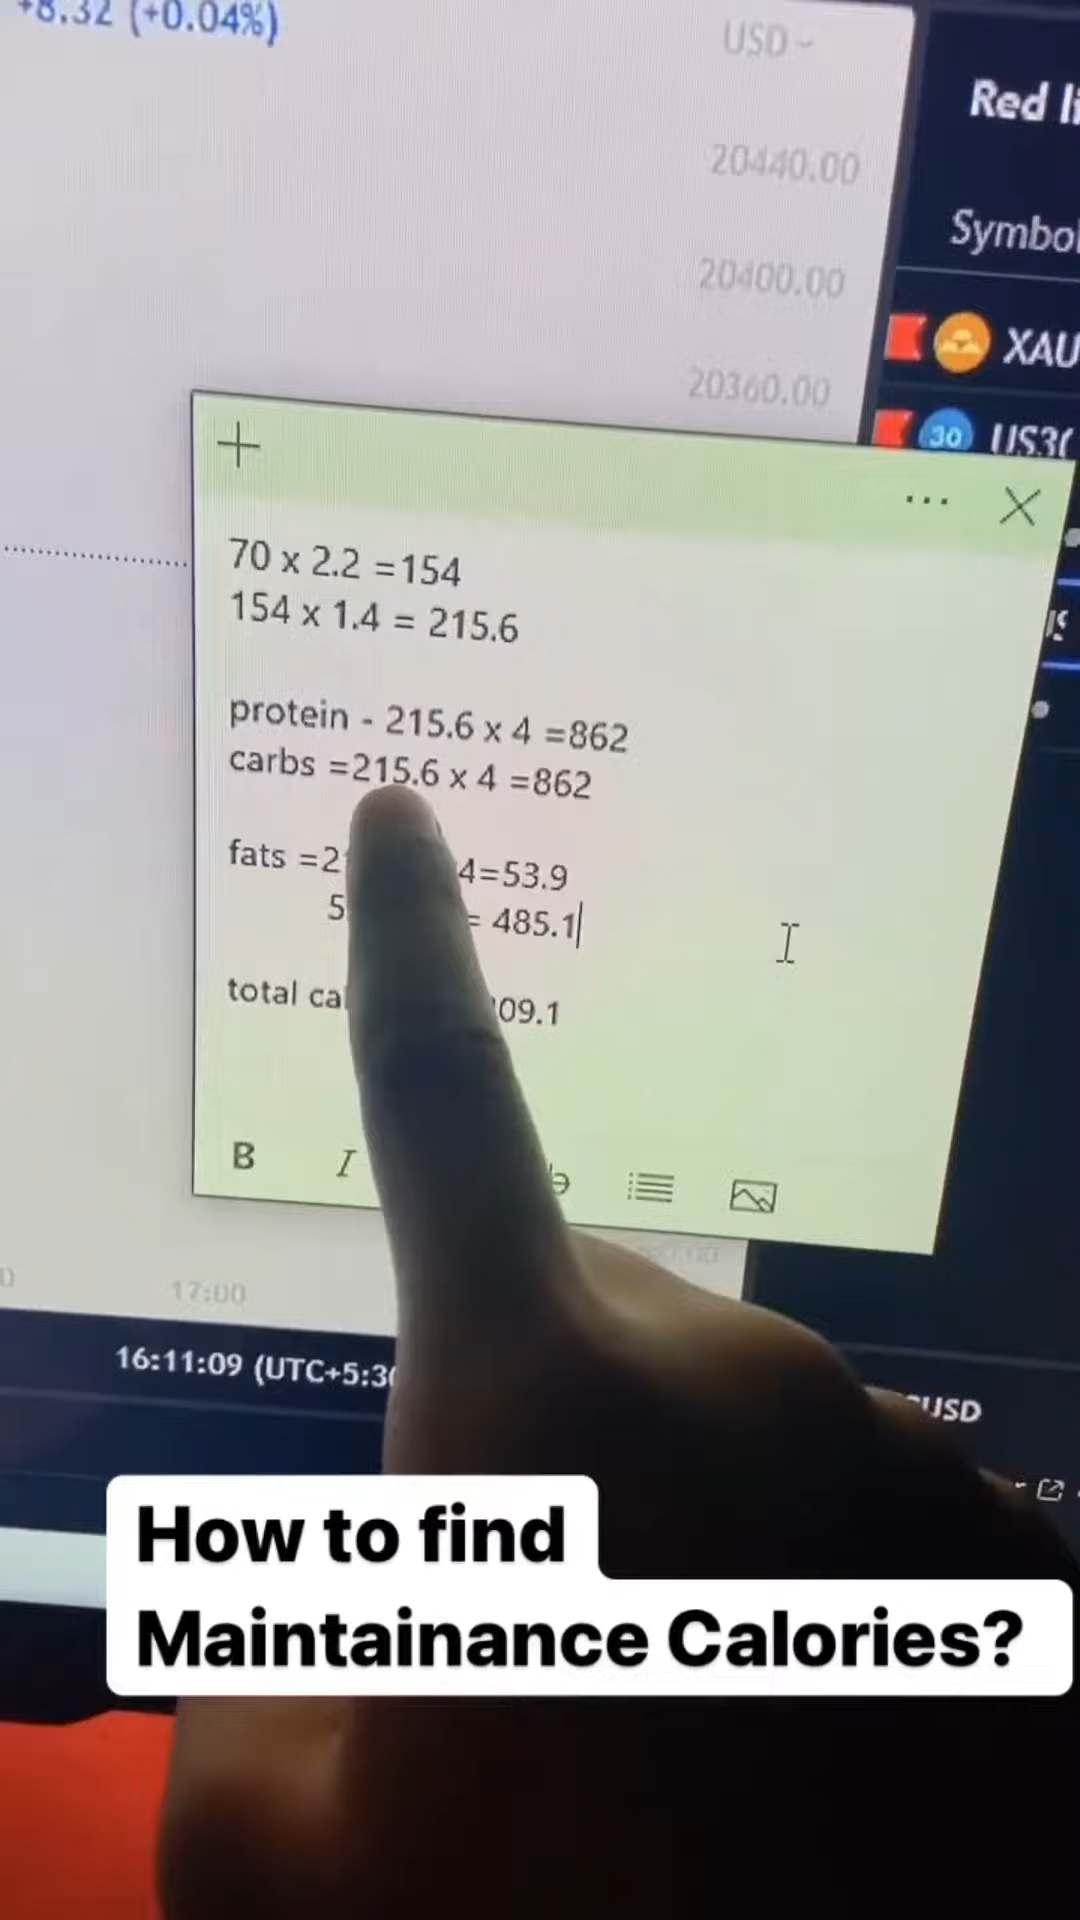 +8.32 (+0.04%)
USD
20440.00
20400.00
20360.00
Red
Symbol
XAU
30 US30
70 x 2.2 =154
154 x 1.4 = 215.6
protein - 215.6 x 4 =862
carbs =215.6 x 4 =862
fats =2 4=53.9
5 = 485.1
total ca 09.1
B I
17:00
16:11:09 (UTC+5:30
USD
How to find
Maintainance Calories?